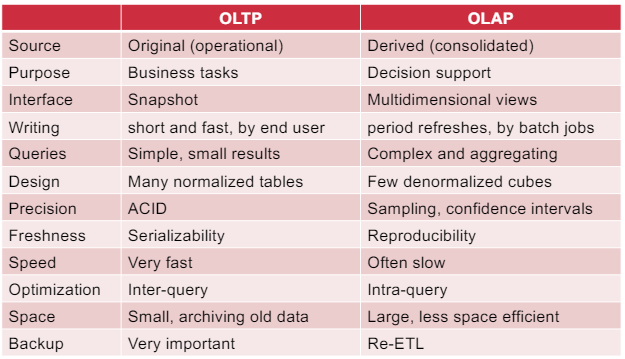 OLTP OLAP
Source Original (operational) Derived (consolidated)
Purpose Business tasks Decision support
Interface Snapshot Multidimensional views
Writing short and fast, by end user period refreshes, by batch jobs
Queries Simple, small results Complex and aggregating
Design Many normalized tables Few denormalized cubes
Precision ACID Sampling, confidence intervals
Freshness Serializability Reproducibility
Speed Very fast Often slow
Optimization Inter-query Intra-query
Space Small, archiving old data Large, less space efficient
Backup Very important Re-ETL